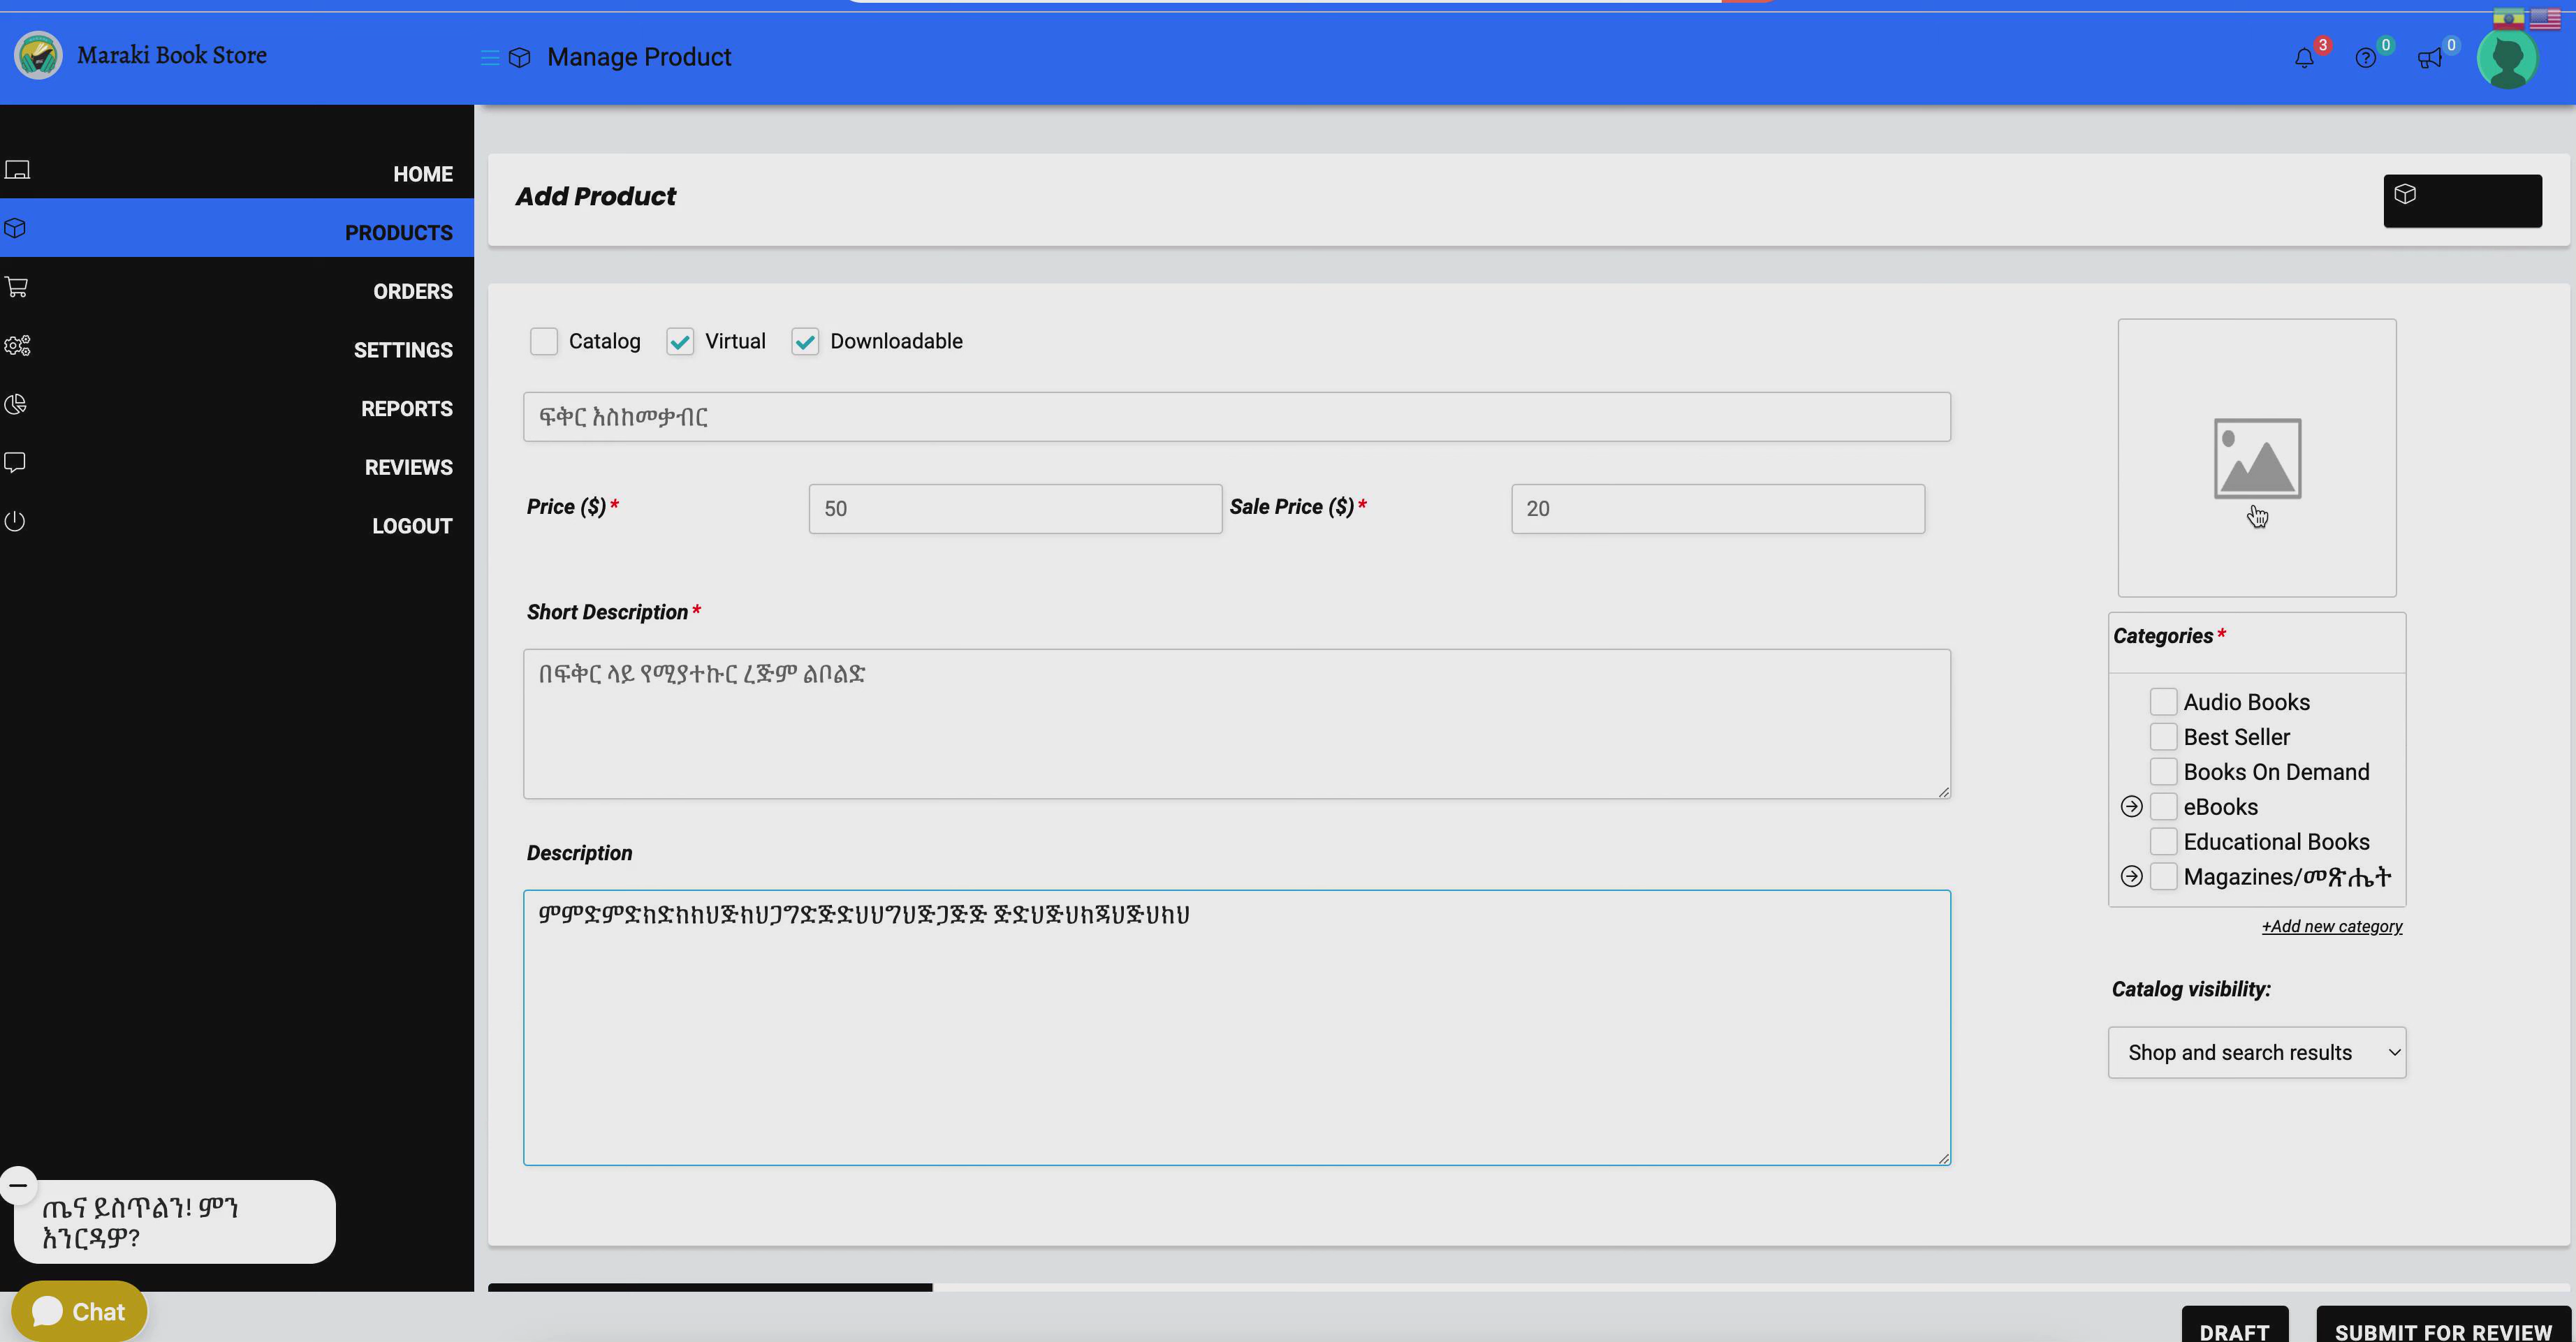 Maraki Book Store
Manage Product
3
0
0
HOME
PRODUCTS
ORDERS
SETTINGS
REPORTS
REVIEWS
LOGOUT
Add Product
Catalog
Virtual
Downloadable
ፍቅር እስከመቃብር
Price ($)*
50
Sale Price ($)*
20
Short Description*
በፍቅር ላይ የሚያተኩር ረጅም ልቦልድ
Description
Categories*
Audio Books
Best Seller
Books On Demand
eBooks
Educational Books
Magazines/መጽሔት
+Add new category
Catalog visibility:
Shop and search results
ጤና ይስጥልን! ምን
እንርዳዎ?
Chat
DRAFT
SUBMIT FOR REVIEW